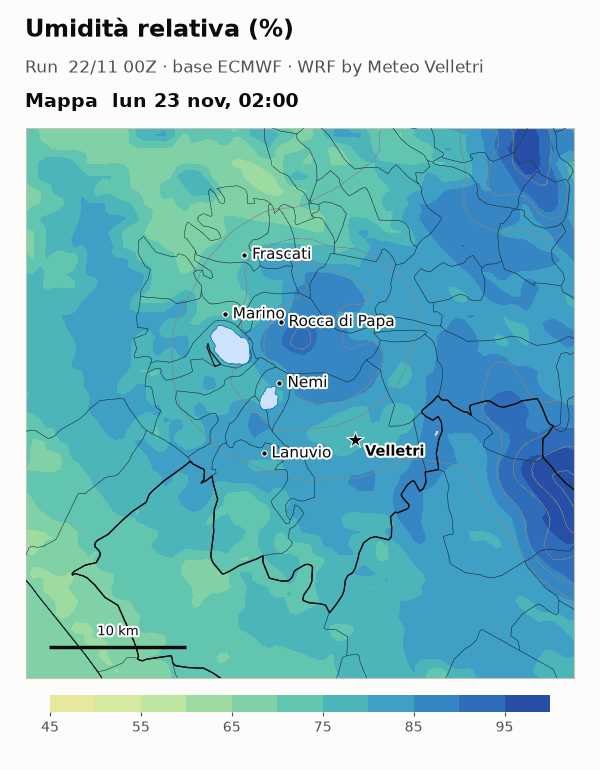 Umidità relativa (%)
Run  22/11 00Z · base ECMWF · WRF by Meteo Velletri
Mappa  lun 23 nov, 02:00
Frascati
Marino
Rocca di Papa
Nemi
Velletri
Lanuvio
10 km
45 55 65 75 85 95